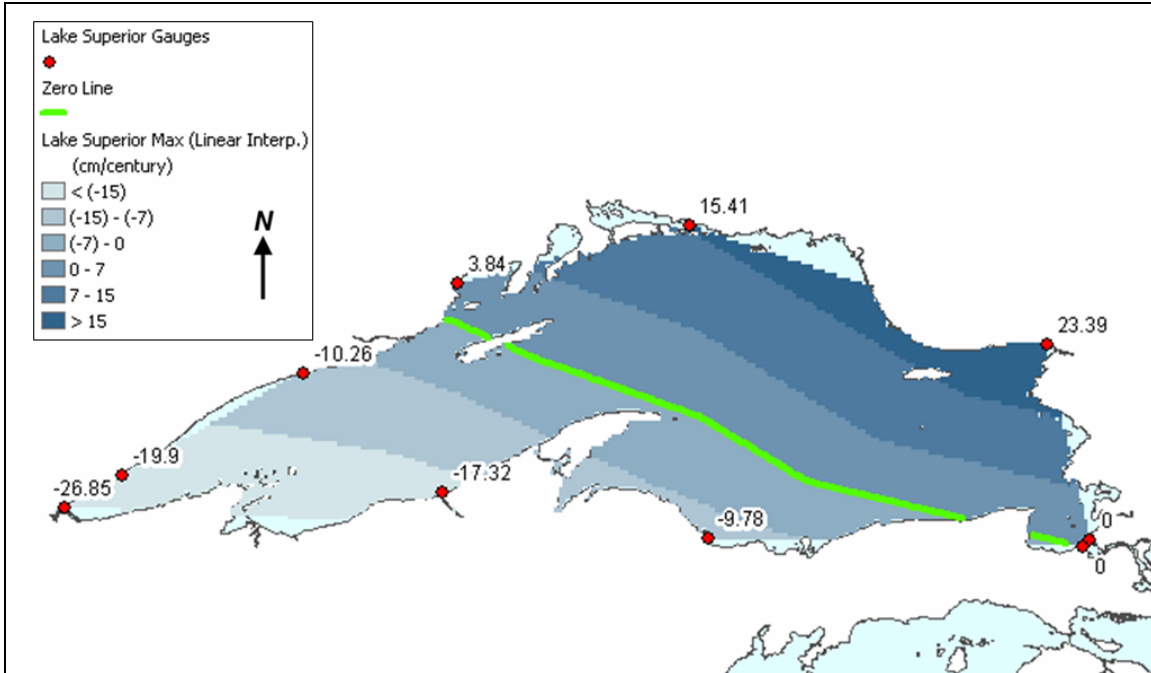 Lake Superior Gauges
Zero Line
Lake Superior Max (Linear Interp.)
(cm/century)
< (-15)
(-15) - (-7)
(-7) - 0
0 - 7
7 - 15
> 15
N
15.41
3.84
23.39
-10.26
-19.9
-26.85
-17.32
-9.78
0
0